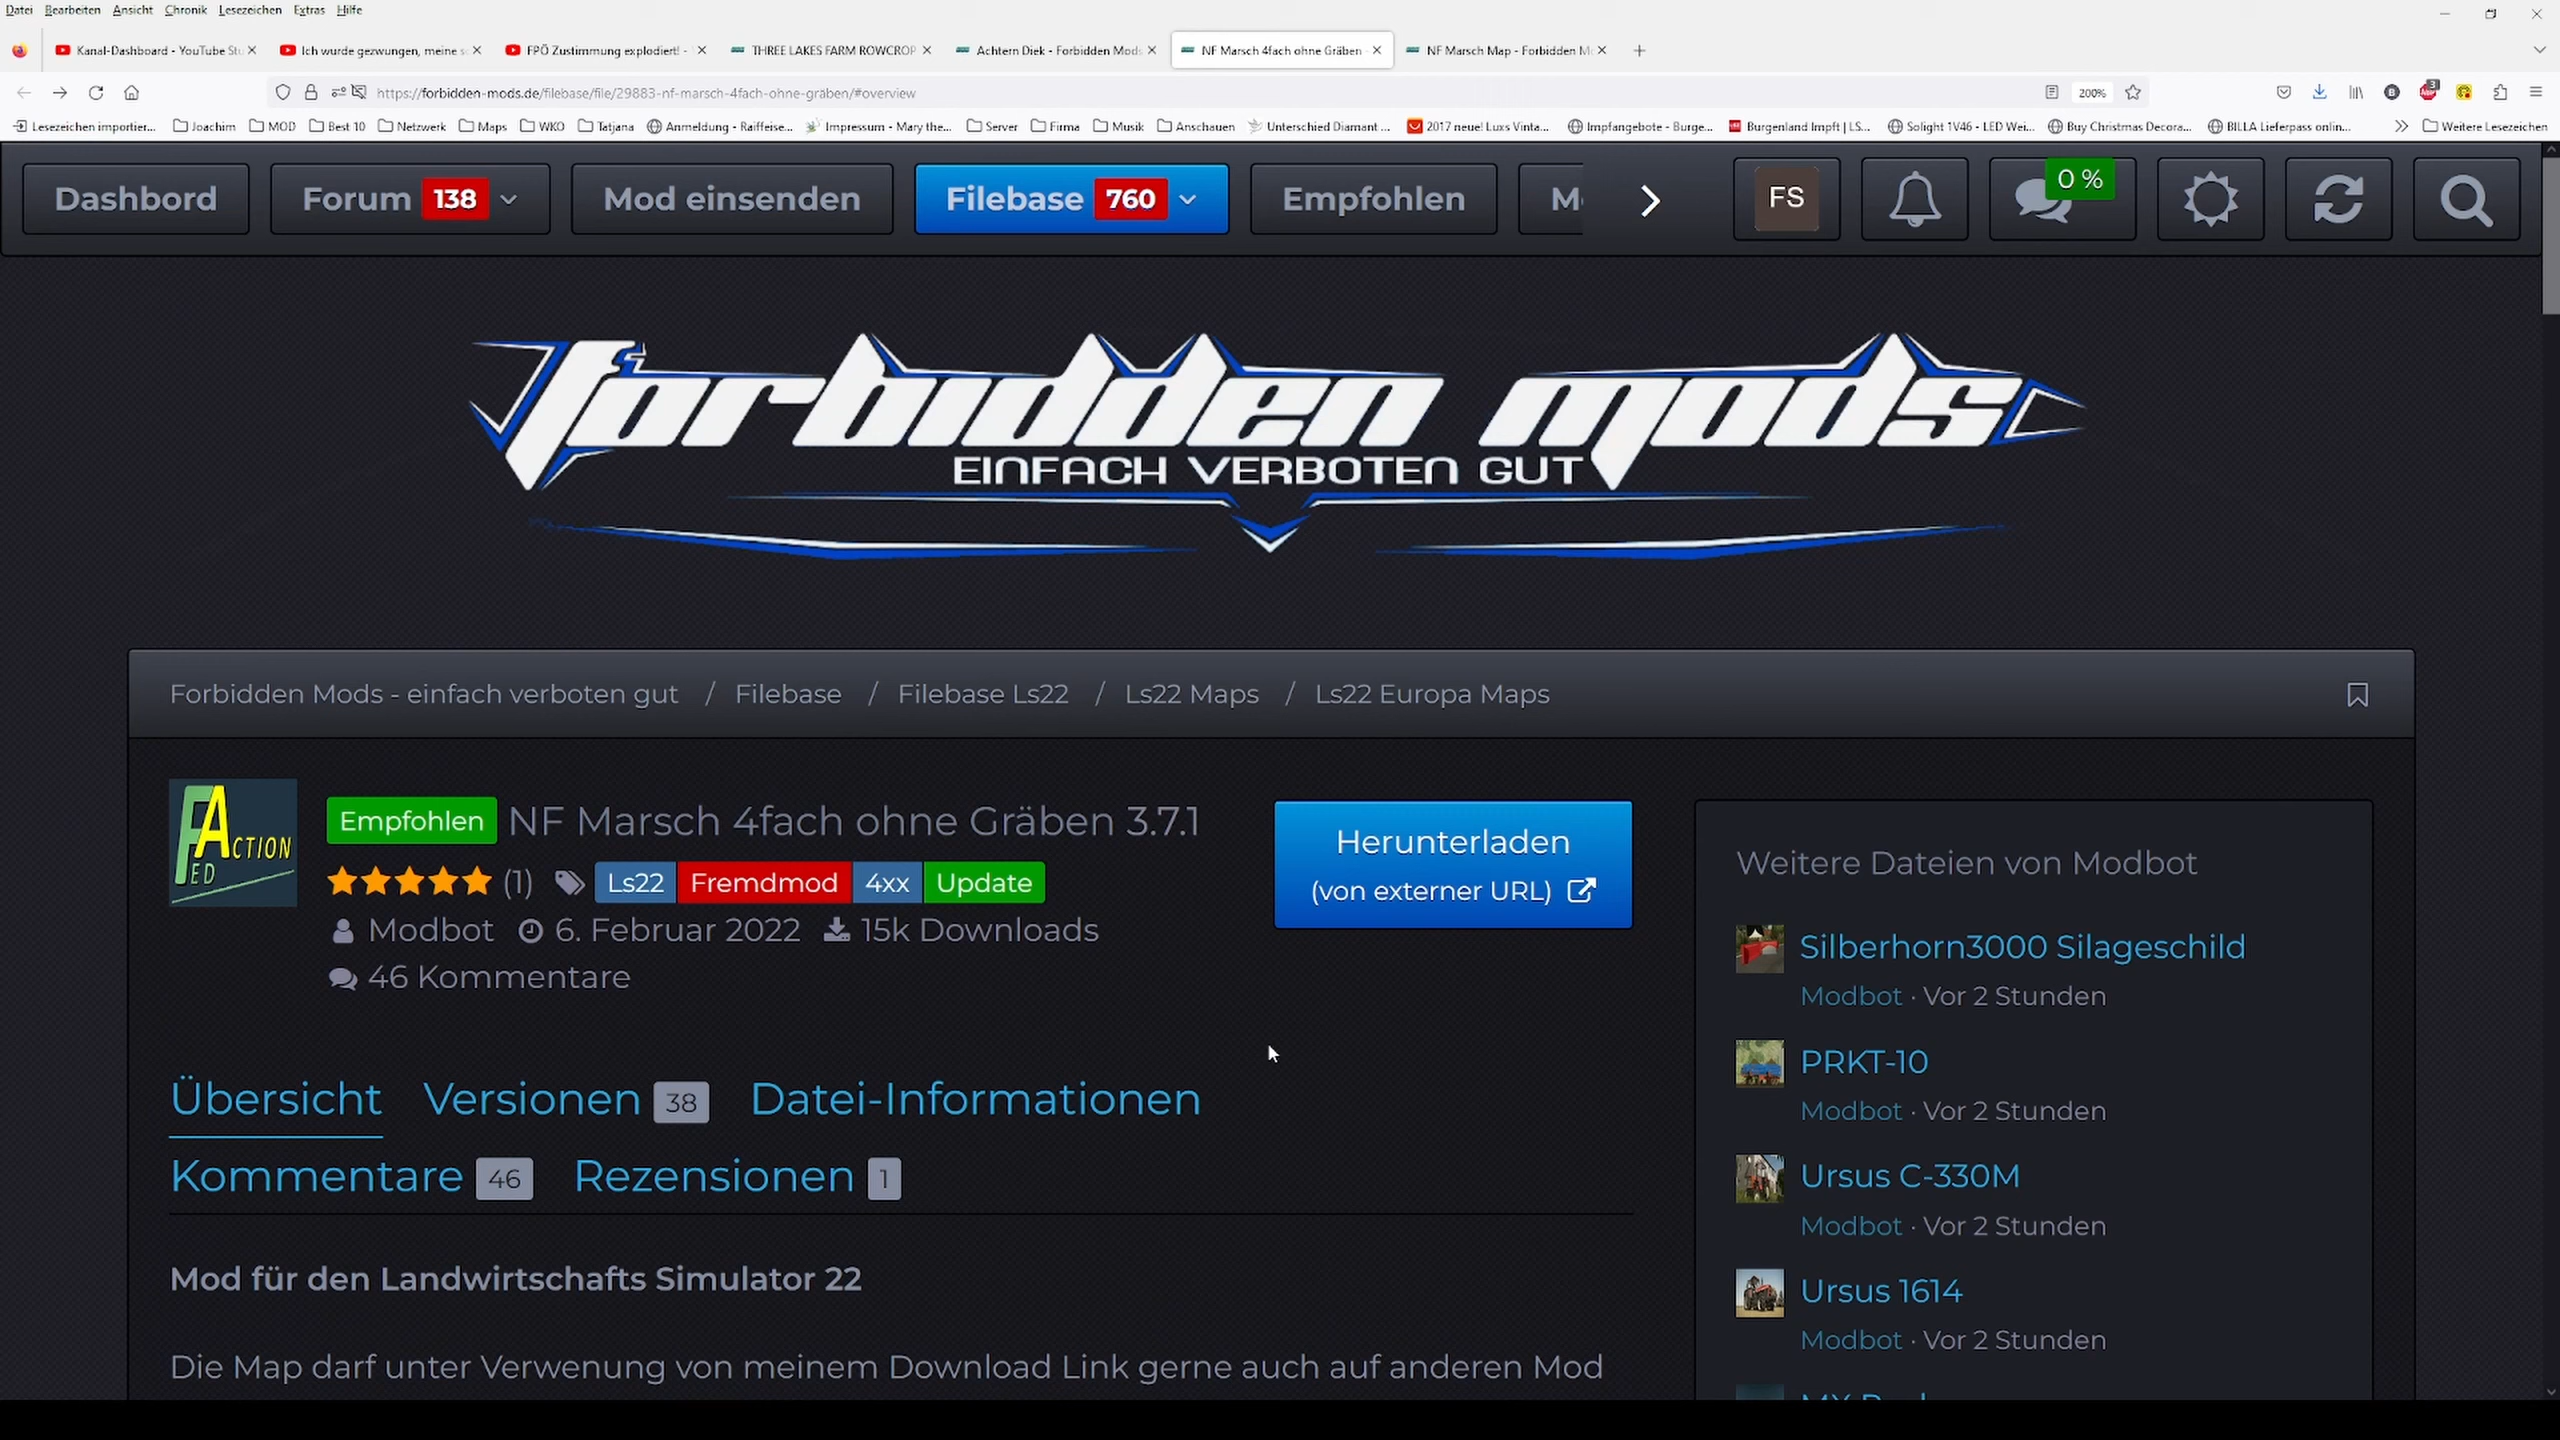 Datei Bearbeiten Ansicht Chronik Lesezeichen Extras Hilfe
Kanal-Dashboard - YouTube Stu
Ich wurde gezwungen, meine s
FPÖ Zustimmung explodiert! -
THREE LAKES FARM ROWCROP
Achtern Diek - Forbidden Mods
NF Marsch 4fach ohne Gräben
NF Marsch Map - Forbidden M
https://forbidden-mods.de/filebase/file/29883-nf-marsch-4fach-ohne-gräben/#overview
200%
3
Lesezeichen importier... Joachim MOD Best 10 Netzwerk Maps WKO Tatjana Anmeldung - Raiffeise... Impressum - Mary the... Server Firma Musik Anschauen Unterschied Diamant ... 2017 neue! Luxs Vinta... Impfangebote - Burge... Burgenland Impft | LS... Solight 1V46 - LED Wei... Buy Christmas Decora... BILLA Lieferpass onlin... Weitere Lesezeichen
Dashbord Forum 138 Mod einsenden Filebase 760 Empfohlen FS 0 %
forbidden mods
EINFACH VERBOTEN GUT
Forbidden Mods - einfach verboten gut / Filebase / Filebase Ls22 / Ls22 Maps / Ls22 Europa Maps
FED ACTION
Empfohlen NF Marsch 4fach ohne Gräben 3.7.1
(1) Ls22 Fremdmod 4xx Update
Modbot 6. Februar 2022 15k Downloads
46 Kommentare
Herunterladen
(von externer URL)
Übersicht Versionen 38 Datei-Informationen
Kommentare 46 Rezensionen 1
Mod für den Landwirtschafts Simulator 22
Die Map darf unter Verwenung von meinem Download Link gerne auch auf anderen Mod
Weitere Dateien von Modbot
Silberhorn3000 Silageschild
Modbot · Vor 2 Stunden
PRKT-10
Modbot · Vor 2 Stunden
Ursus C-330M
Modbot · Vor 2 Stunden
Ursus 1614
Modbot · Vor 2 Stunden